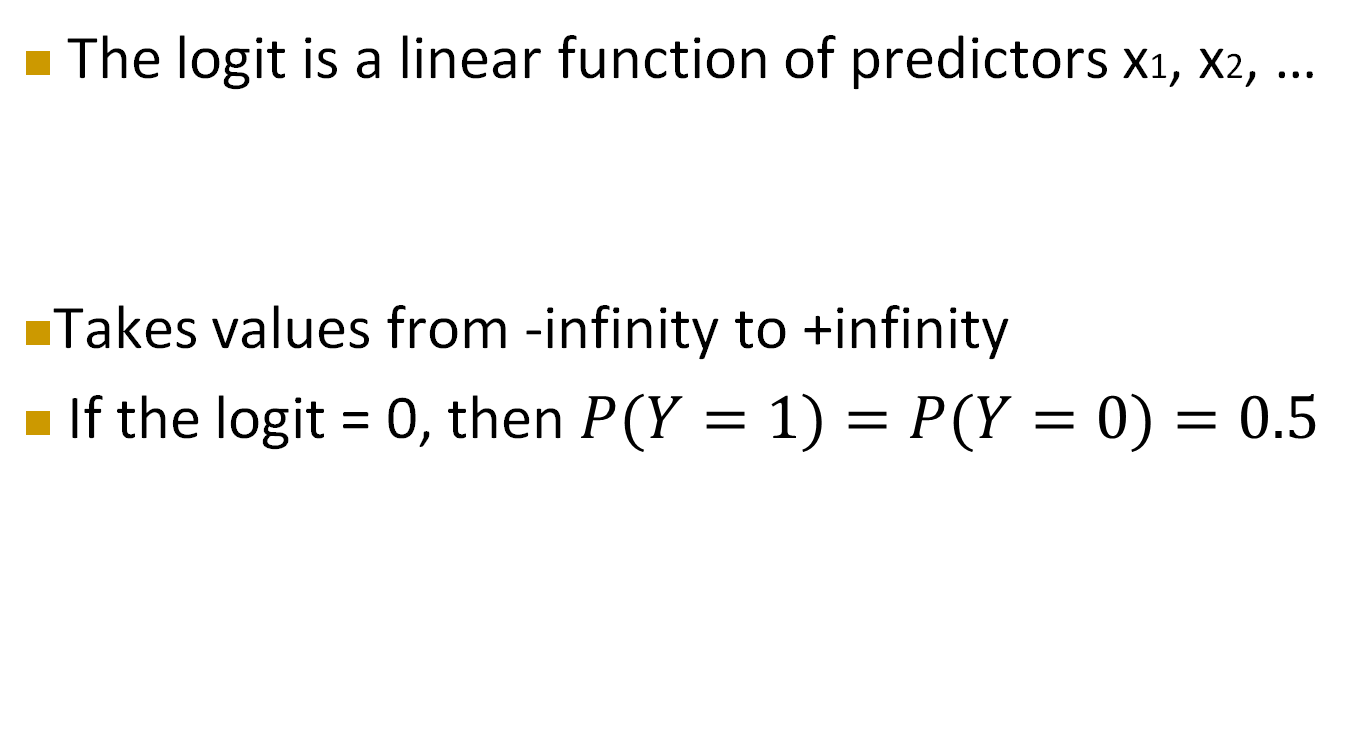 ■ The logit is a linear function of predictors x₁, x₂, ...
■Takes values from -infinity to +infinity
■ If the logit = 0, then P(Y = 1) = P(Y = 0) = 0.5